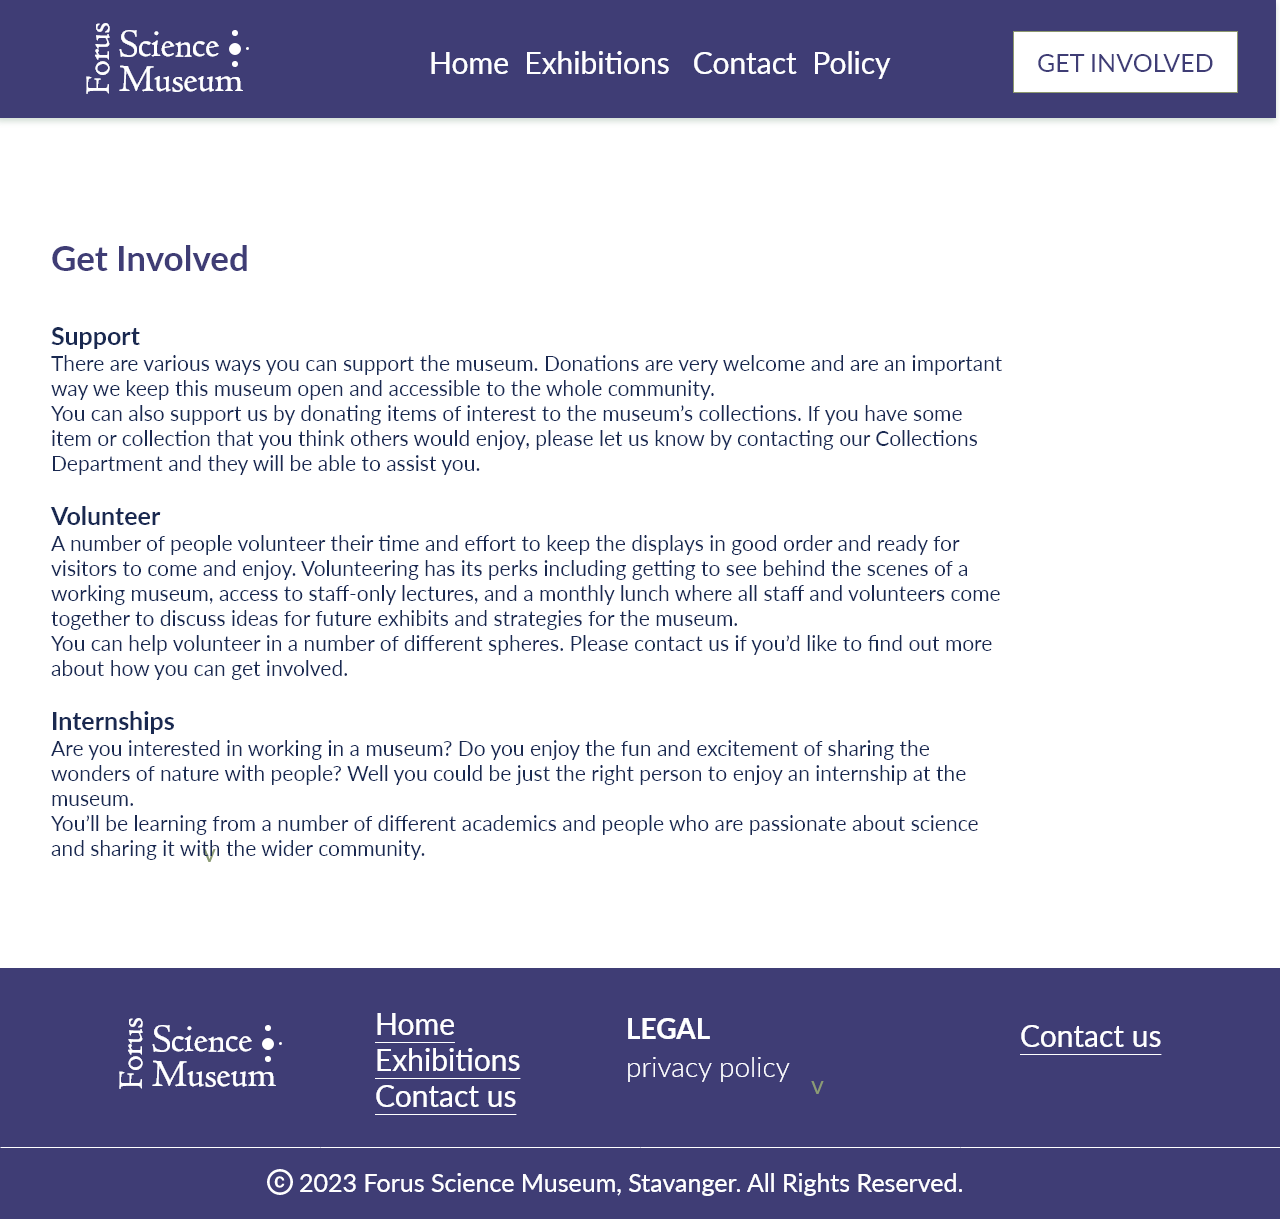 Forus
Science
Museum
Home Exhibitions Contact Policy
GET INVOLVED
Get Involved
Support
There are various ways you can support the museum. Donations are very welcome and are an important
way we keep this museum open and accessible to the whole community.
You can also support us by donating items of interest to the museum’s collections. If you have some
item or collection that you think others would enjoy, please let us know by contacting our Collections
Department and they will be able to assist you.
Volunteer
A number of people volunteer their time and effort to keep the displays in good order and ready for
visitors to come and enjoy. Volunteering has its perks including getting to see behind the scenes of a
working museum, access to staff-only lectures, and a monthly lunch where all staff and volunteers come
together to discuss ideas for future exhibits and strategies for the museum.
You can help volunteer in a number of different spheres. Please contact us if you’d like to find out more
about how you can get involved.
Internships
Are you interested in working in a museum? Do you enjoy the fun and excitement of sharing the
wonders of nature with people? Well you could be just the right person to enjoy an internship at the
museum.
You’ll be learning from a number of different academics and people who are passionate about science
and sharing it with the wider community.
V
Forus
Science
Museum
Home
Exhibitions
Contact us
LEGAL
privacy policy
V
Contact us
© 2023 Forus Science Museum, Stavanger. All Rights Reserved.